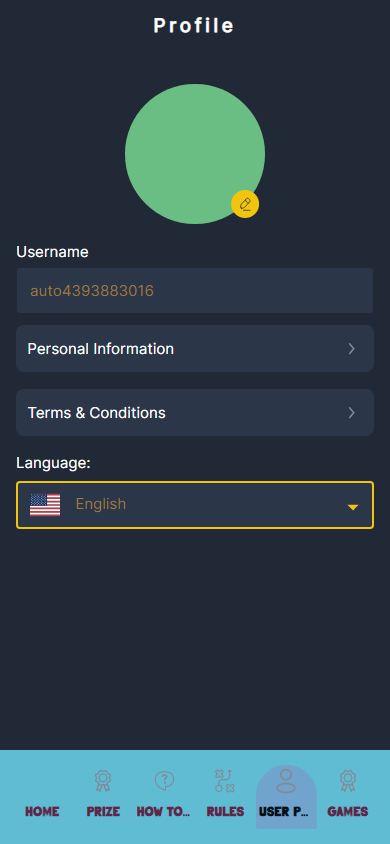 Profile
Username
auto4393883016
Personal Information
Terms & Conditions
Language:
English
HOME PRIZE HOW TO... RULES USER P... GAMES